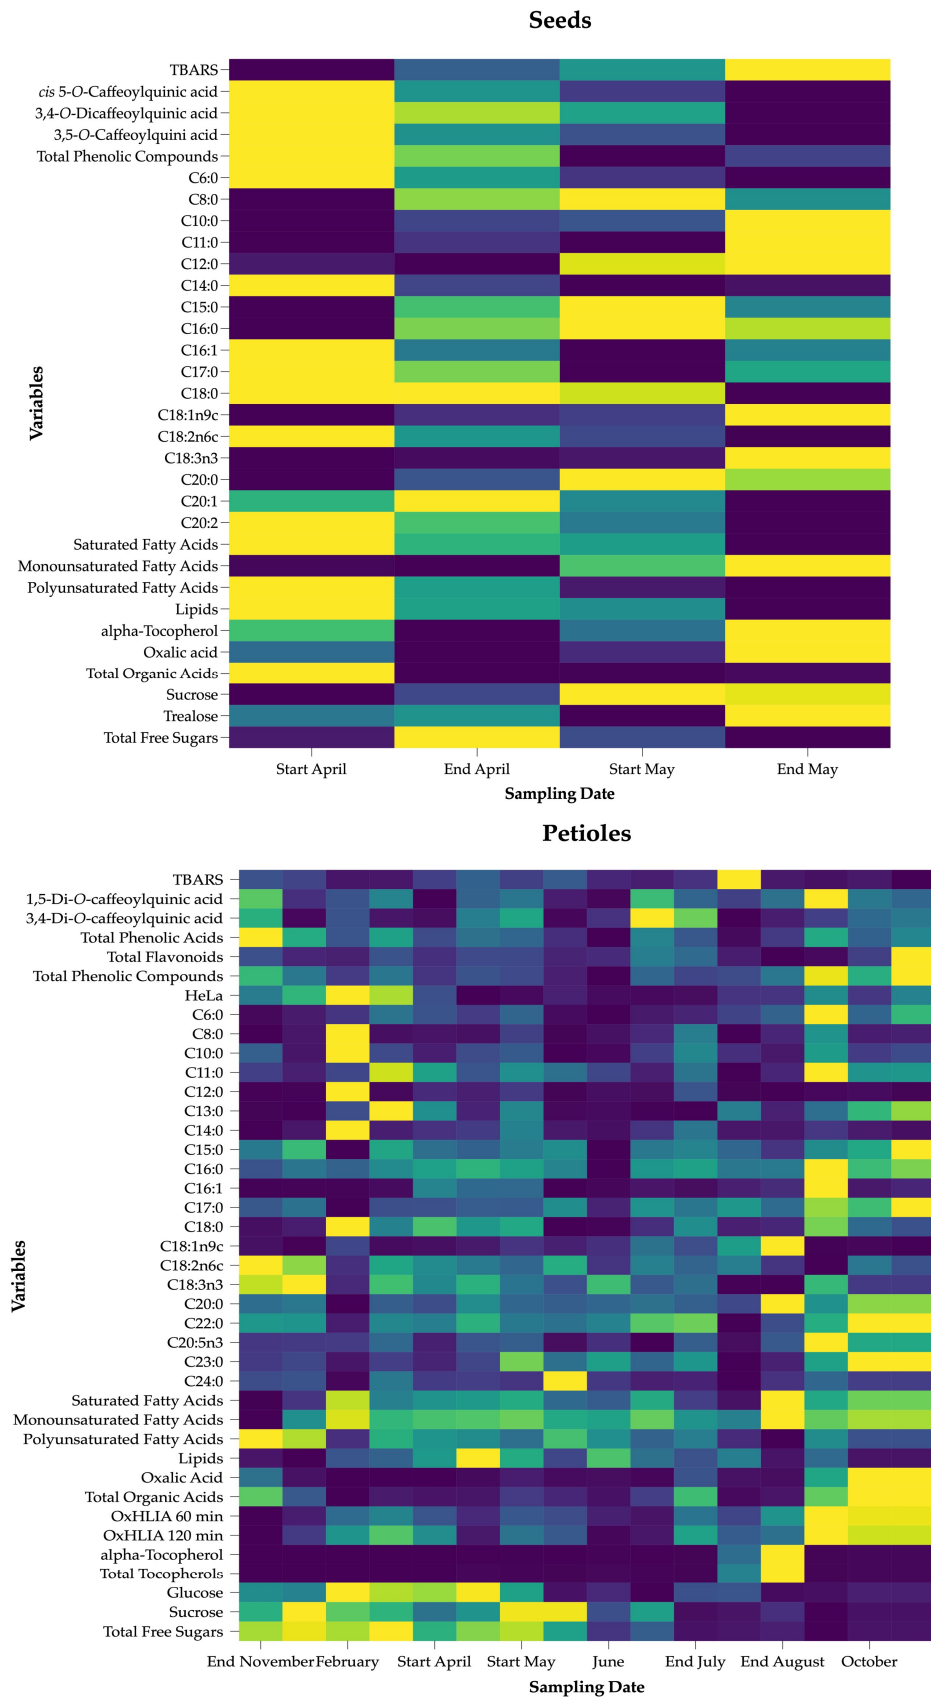 Seeds
TBARS
cis 5-O-Caffeoylquinic acid
3,4-O-Dicaffeoylquinic acid
3,5-O-Caffeoylquini acid
Total Phenolic Compounds
C6:0
C8:0
C10:0
C11:0
C12:0
C14:0
C15:0
C16:0
C16:1
C17:0
C18:0
C18:1n9c
C18:2n6c
C18:3n3
C20:0
C20:1
C20:2
Saturated Fatty Acids
Monounsaturated Fatty Acids
Polyunsaturated Fatty Acids
Lipids
alpha-Tocopherol
Oxalic acid
Total Organic Acids
Sucrose
Trealose
Total Free Sugars
Variables
Start April End April Start May End May
Sampling Date
Petioles
TBARS
1,5-Di-O-caffeoylquinic acid
3,4-Di-O-caffeoylquinic acid
Total Phenolic Acids
Total Flavonoids
Total Phenolic Compounds
HeLa
C6:0
C8:0
C10:0
C11:0
C12:0
C13:0
C14:0
C15:0
C16:0
C16:1
C17:0
C18:0
C18:1n9c
C18:2n6c
C18:3n3
C20:0
C22:0
C20:5n3
C23:0
C24:0
Saturated Fatty Acids
Monounsaturated Fatty Acids
Polyunsaturated Fatty Acids
Lipids
Oxalic Acid
Total Organic Acids
OxHLIA 60 min
OxHLIA 120 min
alpha-Tocopherol
Total Tocopherols
Glucose
Sucrose
Total Free Sugars
Variables
End November February Start April Start May June End July End August October
Sampling Date